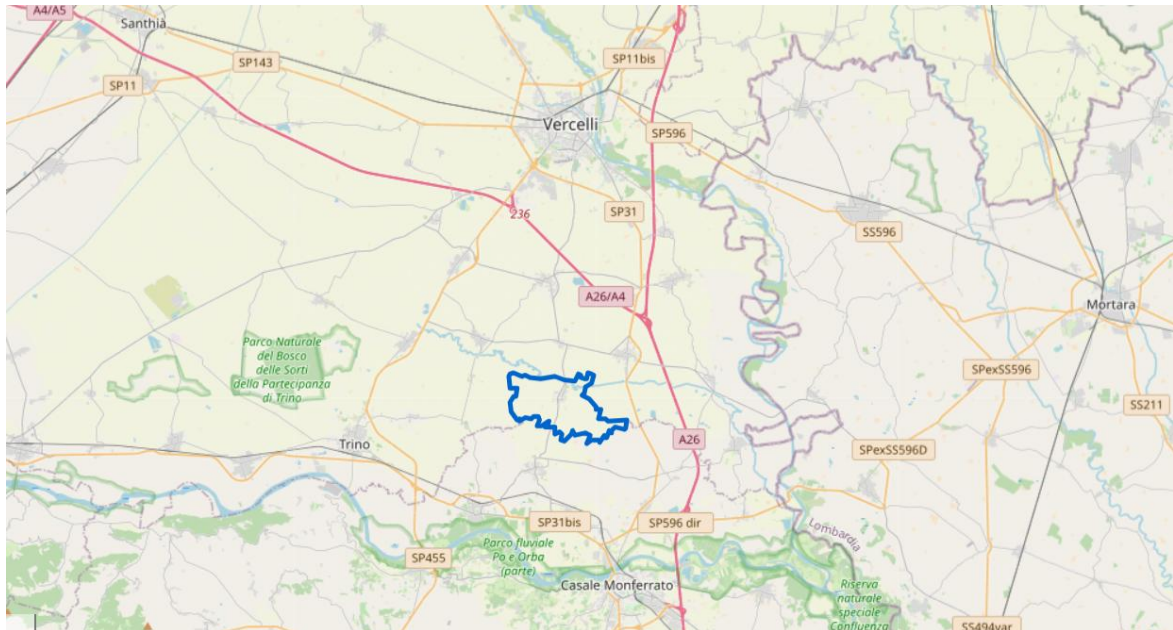 A4/A5
Santhià
SP143
SP11
SP11bis
Vercelli
SP596
SP31
236
SS596
A26/A4
Mortara
Parco Naturale
del Bosco
delle Sorti
della Partecipanza
di Trino
SPexSS596
SS211
Trino
A26
SPexSS596D
SP31bis
SP596 dir
Lombardia
Parco fluviale
Po e Orba
(parte)
SP455
Casale Monferrato
Riserva
naturale
speciale
Confluenza
SS494var